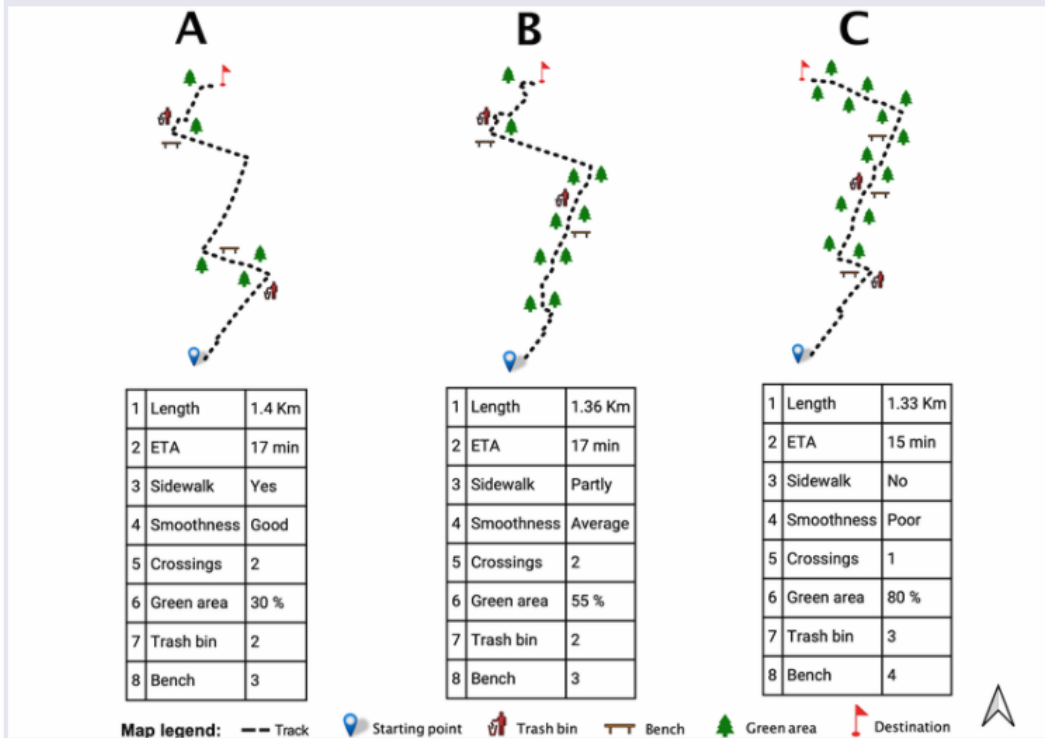 A B C
1 Length 1.4 Km
2 ETA 17 min
3 Sidewalk Yes
4 Smoothness Good
5 Crossings 2
6 Green area 30 %
7 Trash bin 2
8 Bench 3
1 Length 1.36 Km
2 ETA 17 min
3 Sidewalk Partly
4 Smoothness Average
5 Crossings 2
6 Green area 55 %
7 Trash bin 2
8 Bench 3
1 Length 1.33 Km
2 ETA 15 min
3 Sidewalk No
4 Smoothness Poor
5 Crossings 1
6 Green area 80 %
7 Trash bin 3
8 Bench 4
Map legend: Track Starting point Trash bin Bench Green area Destination